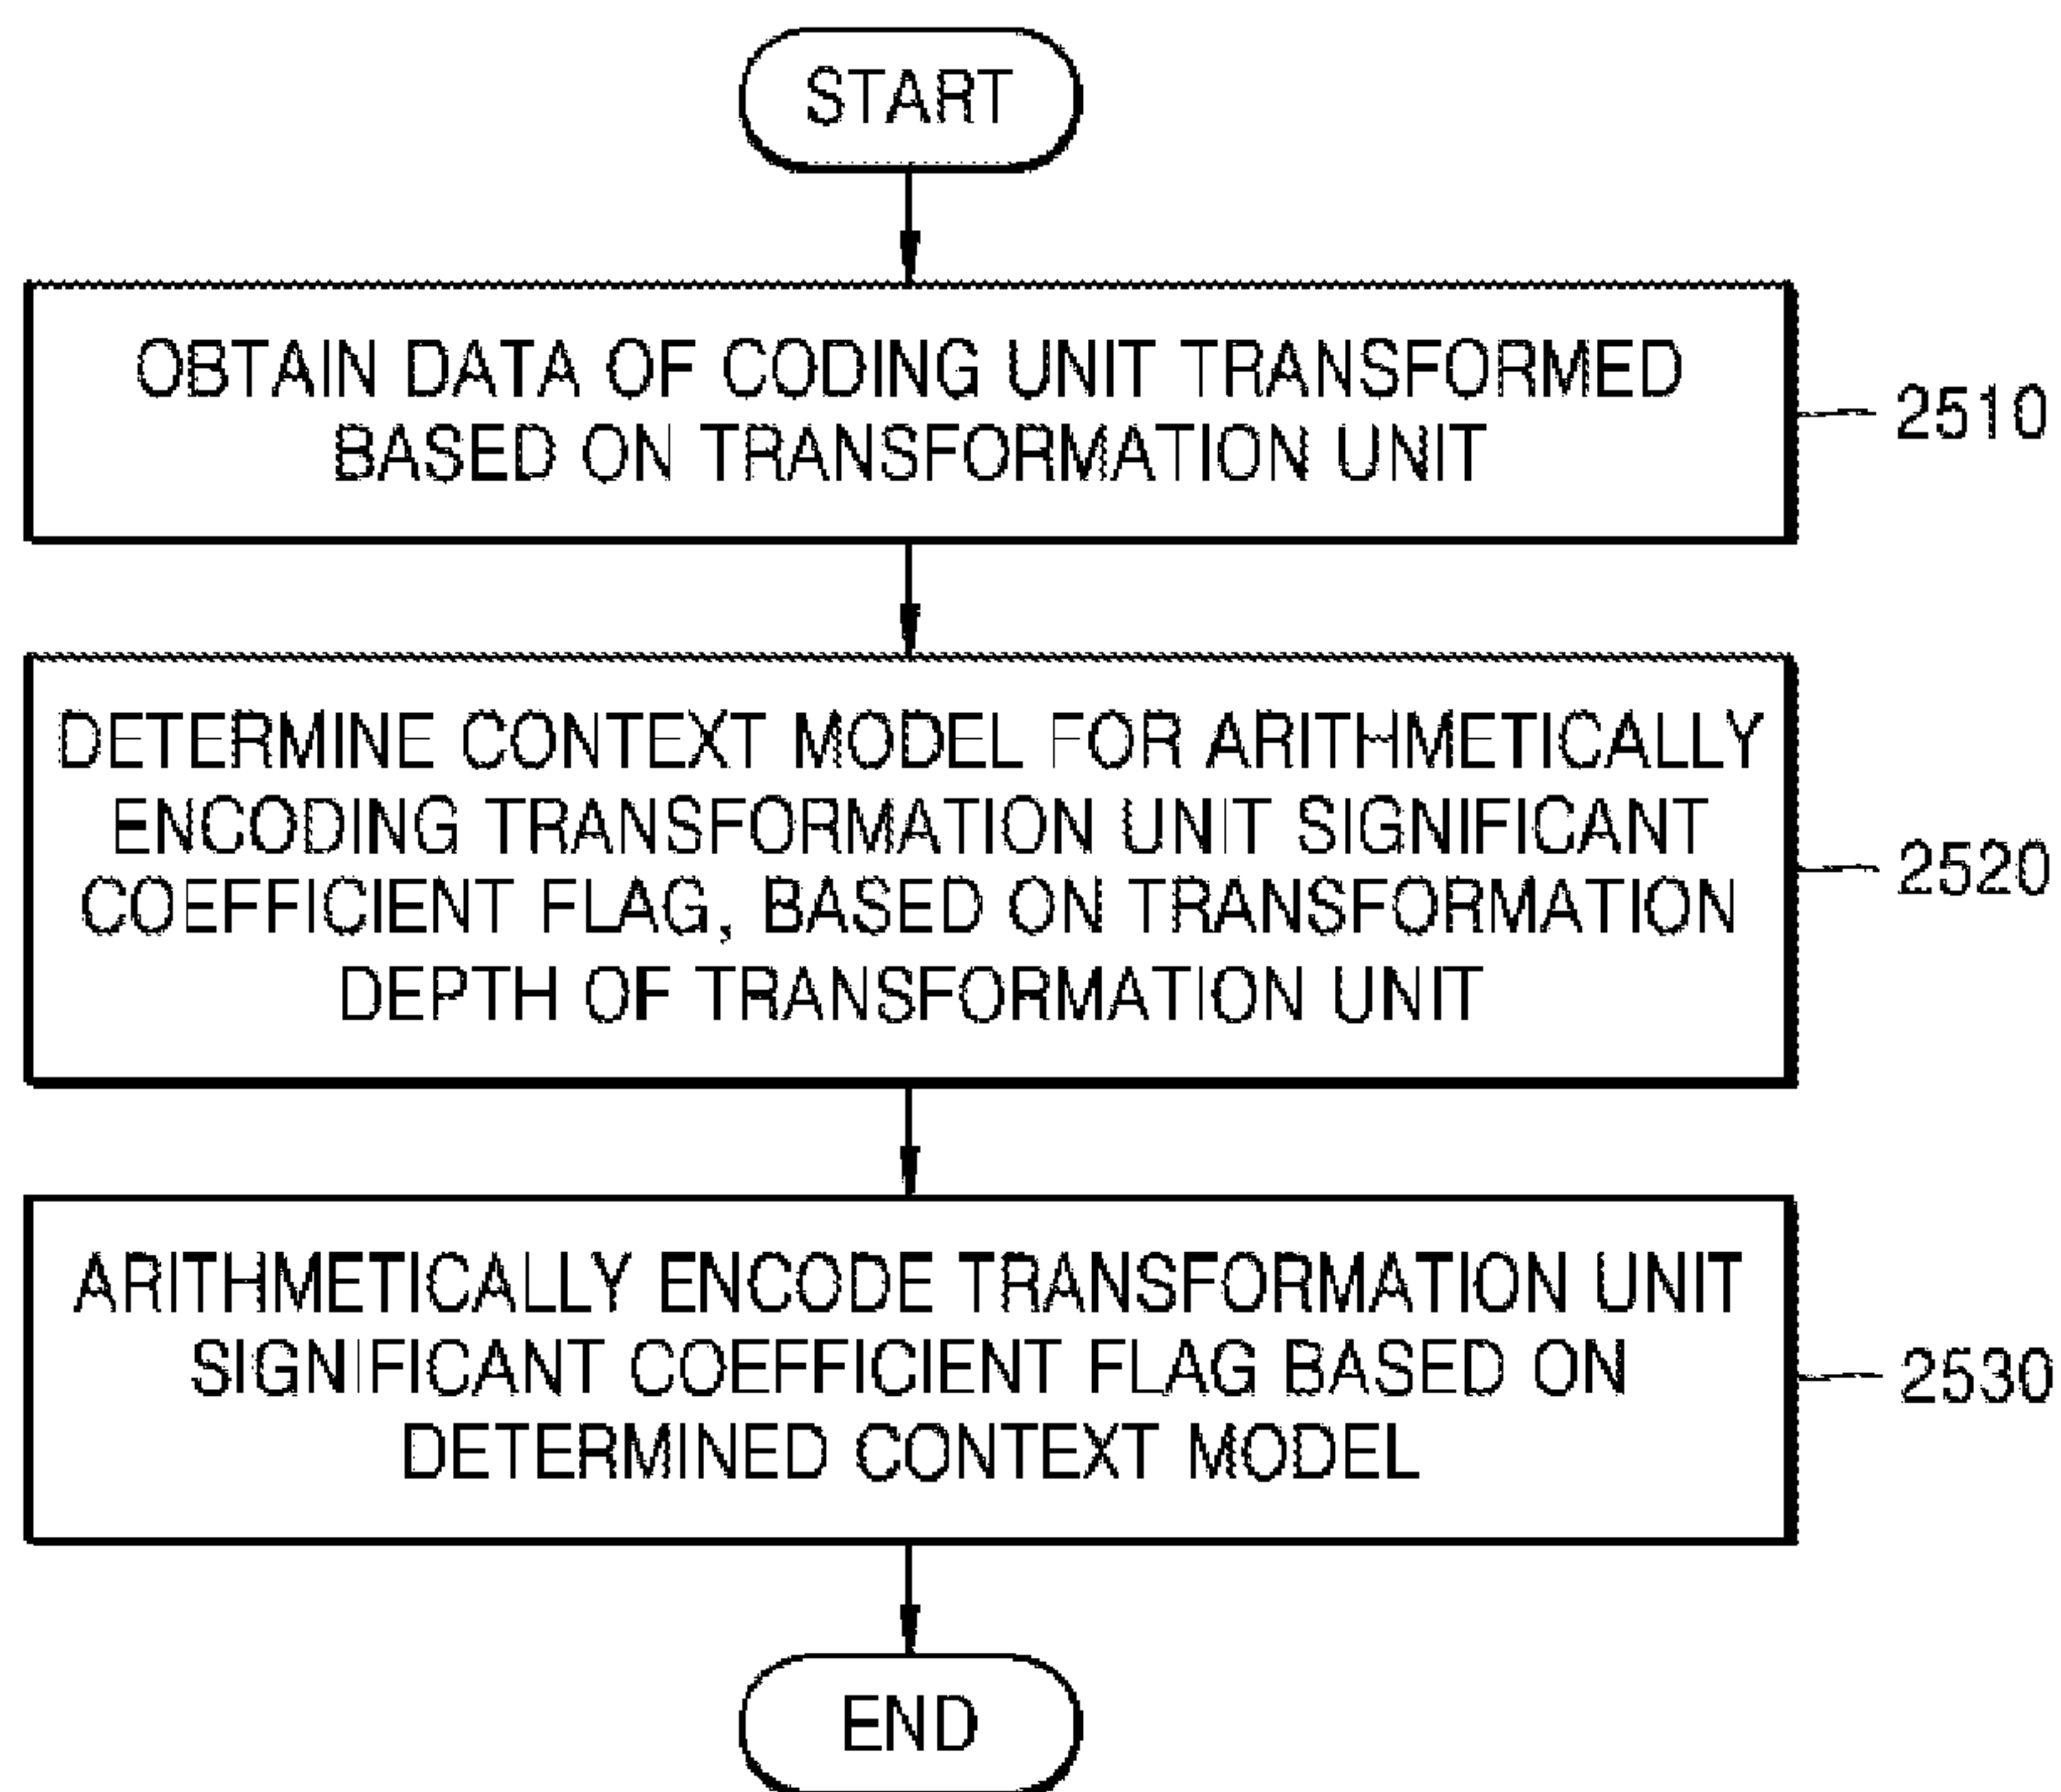 START
OBTAIN DATA OF CODING UNIT TRANSFORMED
BASED ON TRANSFORMATION UNIT
2510
DETERMINE CONTEXT MODEL FOR ARITHMETICALLY
ENCODING TRANSFORMATION UNIT SIGNIFICANT
COEFFICIENT FLAG, BASED ON TRANSFORMATION
DEPTH OF TRANSFORMATION UNIT
2520
ARITHMETICALLY ENCODE TRANSFORMATION UNIT
SIGNIFICANT COEFFICIENT FLAG BASED ON
DETERMINED CONTEXT MODEL
2530
END